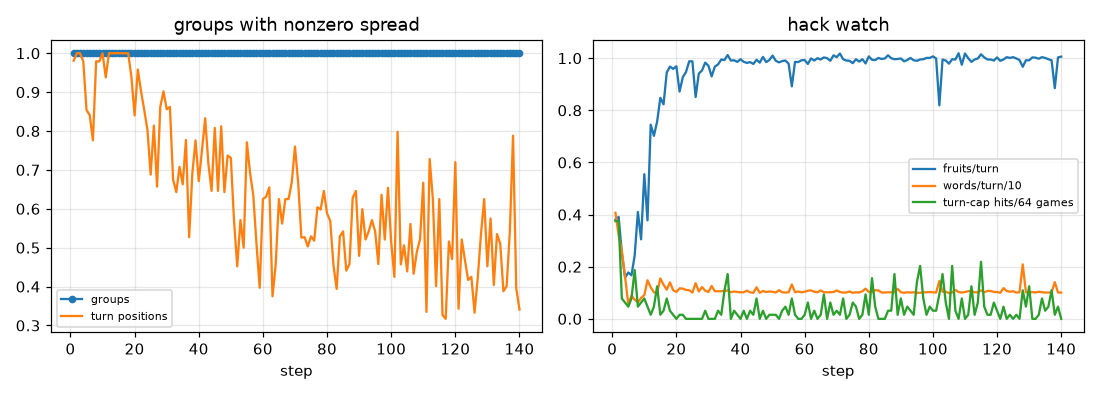 groups with nonzero spread
1.0
0.9
0.8
0.7
0.6
0.5
0.4
0.3
groups
turn positions
0 20 40 60 80 100 120 140
step
hack watch
1.0
0.8
0.6
0.4
0.2
0.0
fruits/turn
words/turn/10
turn-cap hits/64 games
0 20 40 60 80 100 120 140
step